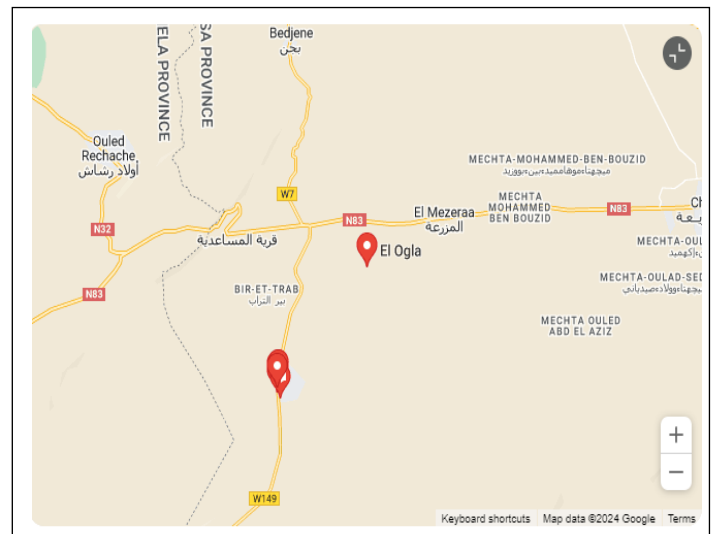 Bedjene
بجن
ELA PROVINCE
SA PROVINCE
Ouled
Rechache
أولاد رشاش
MECHTA-MOHAMMED-BEN-BOUZID
W7
MECHTA
MOHAMMED
BEN BOUZID
N83
Ch
El Mezeraa
المزرعة
N83
N32
قرية المساعدية
El Ogla
MECHTA-OUL
MECHTA-OULAD-SED
N83
BIR-ET-TRAB
بير التراب
MECHTA OULED
ABD EL AZIZ
+
−
W149
Keyboard shortcuts
Map data ©2024 Google
Terms